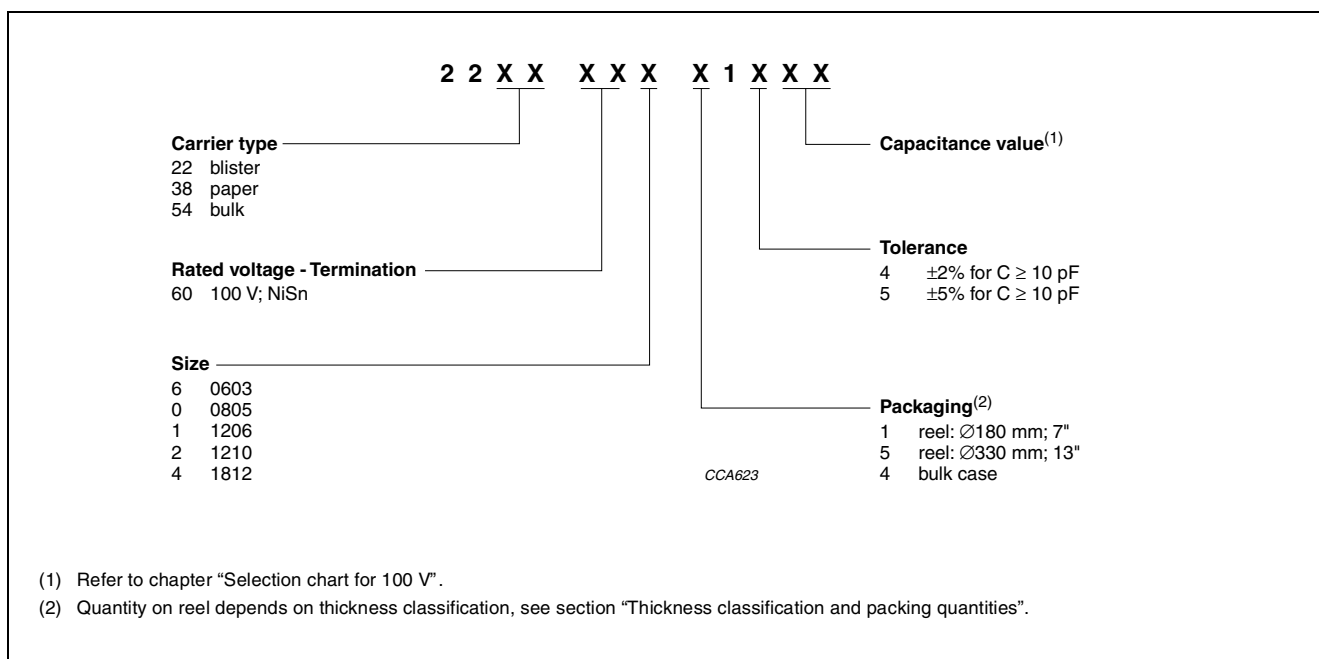 2 2 X X X X X X 1 X X X
Carrier type
22 blister
38 paper
54 bulk
Rated voltage - Termination
60 100 V; NiSn
Size
6 0603
0 0805
1 1206
2 1210
4 1812
Capacitance value(1)
Tolerance
4 ±2% for C ≥ 10 pF
5 ±5% for C ≥ 10 pF
Packaging(2)
1 reel: ∅180 mm; 7"
5 reel: ∅330 mm; 13"
4 bulk case
CCA623
(1) Refer to chapter “Selection chart for 100 V”.
(2) Quantity on reel depends on thickness classification, see section “Thickness classification and packing quantities”.